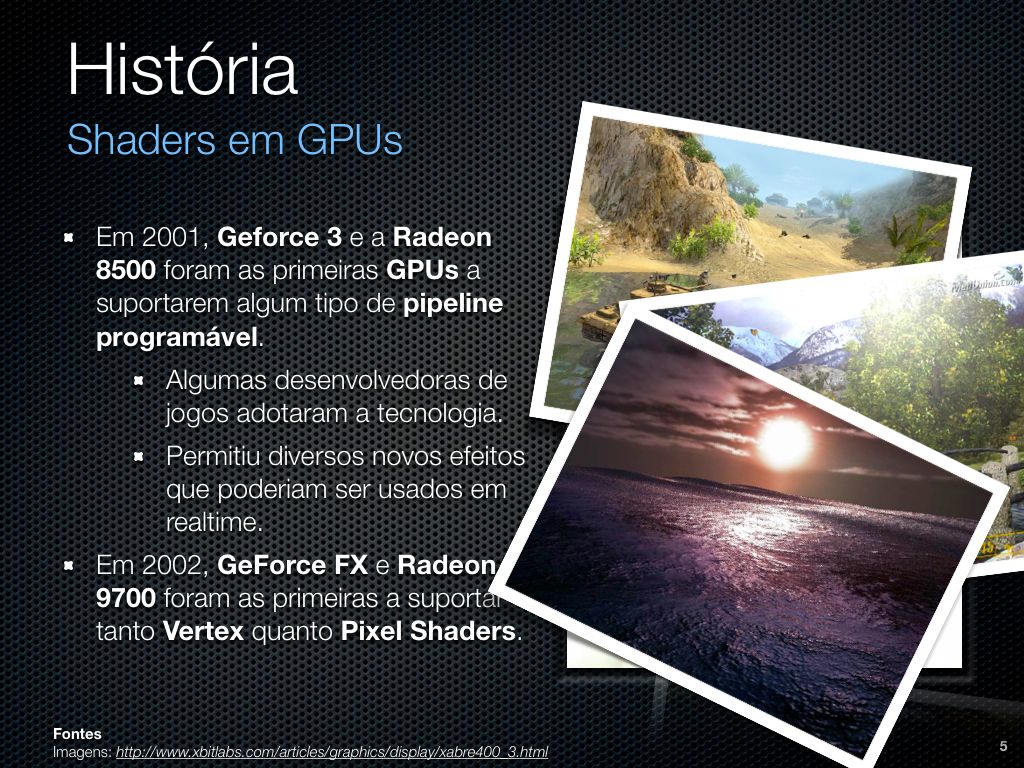 História
Shaders em GPUs
Em 2001, Geforce 3 e a Radeon
8500 foram as primeiras GPUs a
suportarem algum tipo de pipeline
programável.
Algumas desenvolvedoras de
jogos adotaram a tecnologia.
Permitiu diversos novos efeitos
que poderiam ser usados em
realtime.
Em 2002, GeForce FX e Radeon
9700 foram as primeiras a suportar
tanto Vertex quanto Pixel Shaders.
Fontes
Imagens: http://www.xbitlabs.com/articles/graphics/display/xabre400_3.html
5